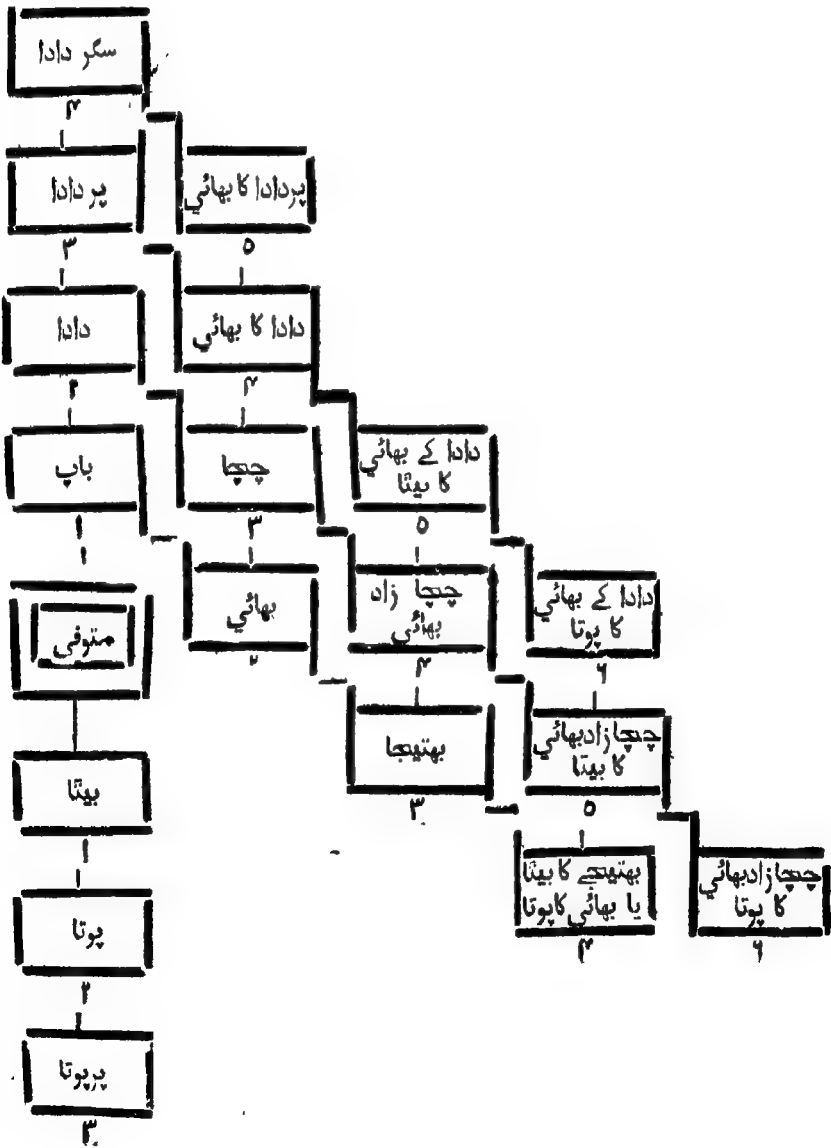 سگر دادا
۴
پر دادا
پردادا کا بھائي
۳
۵
دادا
دادا کا بھائي
۲
۴
باپ
چچا
دادا کے بھائي
کا بیٹا
۱
۳
۵
متوفی
بھائي
چچا زاد
بھائي
دادا کے بھائي
کا پوتا
۲
۴
۶
بیٹا
بھتیجا
چچازادبھائي
کا بیٹا
۱
۳
۵
پوتا
بھتیجے کا بیٹا
یا بھائي کاپوتا
چچازادبھائي
کا پوتا
۲
۴
۶
پرپوتا
۳